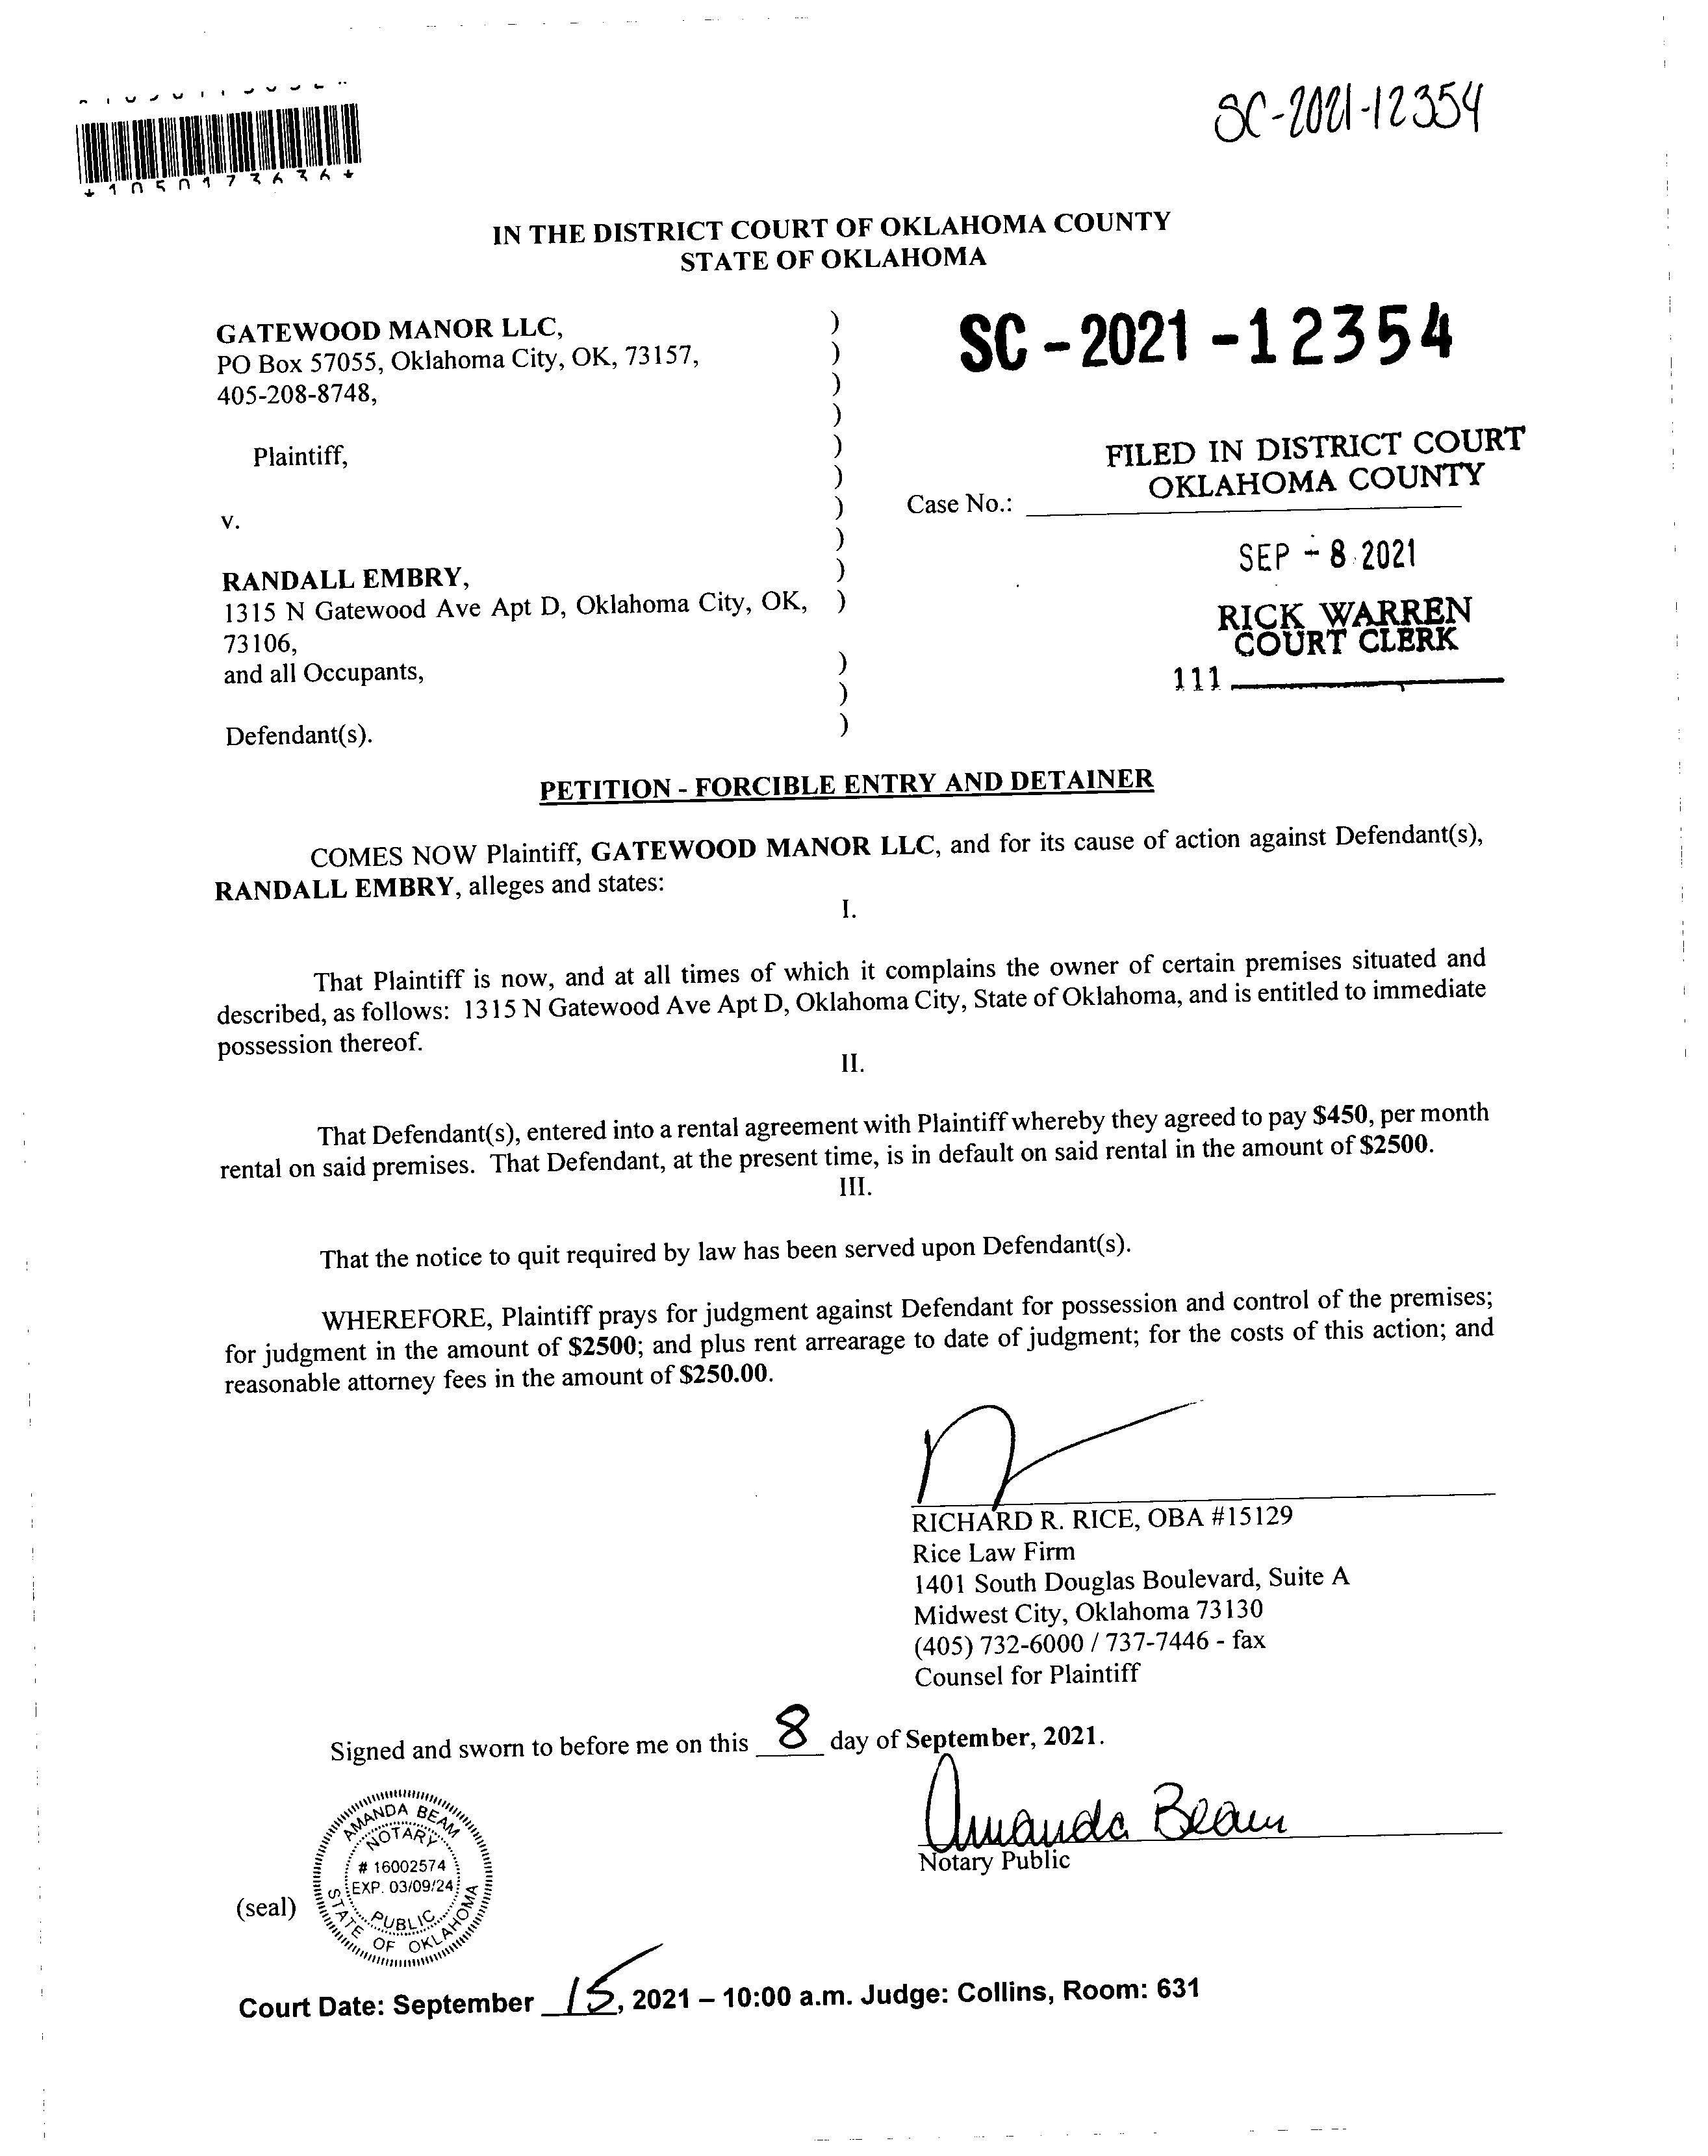 SC-2021-12354
*1050173636*
IN THE DISTRICT COURT OF OKLAHOMA COUNTY
STATE OF OKLAHOMA
GATEWOOD MANOR LLC, )
PO Box 57055, Oklahoma City, OK, 73157, )
405-208-8748, )
)
Plaintiff, )
)
v. )
)
RANDALL EMBRY, )
1315 N Gatewood Ave Apt D, Oklahoma City, OK, )
73106,
and all Occupants, )
)
Defendant(s). )
SC-2021-12354
FILED IN DISTRICT COURT
OKLAHOMA COUNTY
Case No.:
SEP - 8 2021
RICK WARREN
COURT CLERK
111
PETITION - FORCIBLE ENTRY AND DETAINER
COMES NOW Plaintiff, GATEWOOD MANOR LLC, and for its cause of action against Defendant(s),
RANDALL EMBRY, alleges and states:
I.
That Plaintiff is now, and at all times of which it complains the owner of certain premises situated and
described, as follows: 1315 N Gatewood Ave Apt D, Oklahoma City, State of Oklahoma, and is entitled to immediate
possession thereof.
II.
That Defendant(s), entered into a rental agreement with Plaintiff whereby they agreed to pay $450, per month
rental on said premises. That Defendant, at the present time, is in default on said rental in the amount of $2500.
III.
That the notice to quit required by law has been served upon Defendant(s).
WHEREFORE, Plaintiff prays for judgment against Defendant for possession and control of the premises;
for judgment in the amount of $2500; and plus rent arrearage to date of judgment; for the costs of this action; and
reasonable attorney fees in the amount of $250.00.
RICHARD R. RICE, OBA #15129
Rice Law Firm
1401 South Douglas Boulevard, Suite A
Midwest City, Oklahoma 73130
(405) 732-6000 / 737-7446 - fax
Counsel for Plaintiff
Signed and sworn to before me on this 8 day of September, 2021.
Amanda Beam
Notary Public
(seal)
AMANDA BEAM
NOTARY
# 16002574
EXP. 03/09/24
PUBLIC
STATE OF OKLAHOMA
Court Date: September 15, 2021 – 10:00 a.m. Judge: Collins, Room: 631